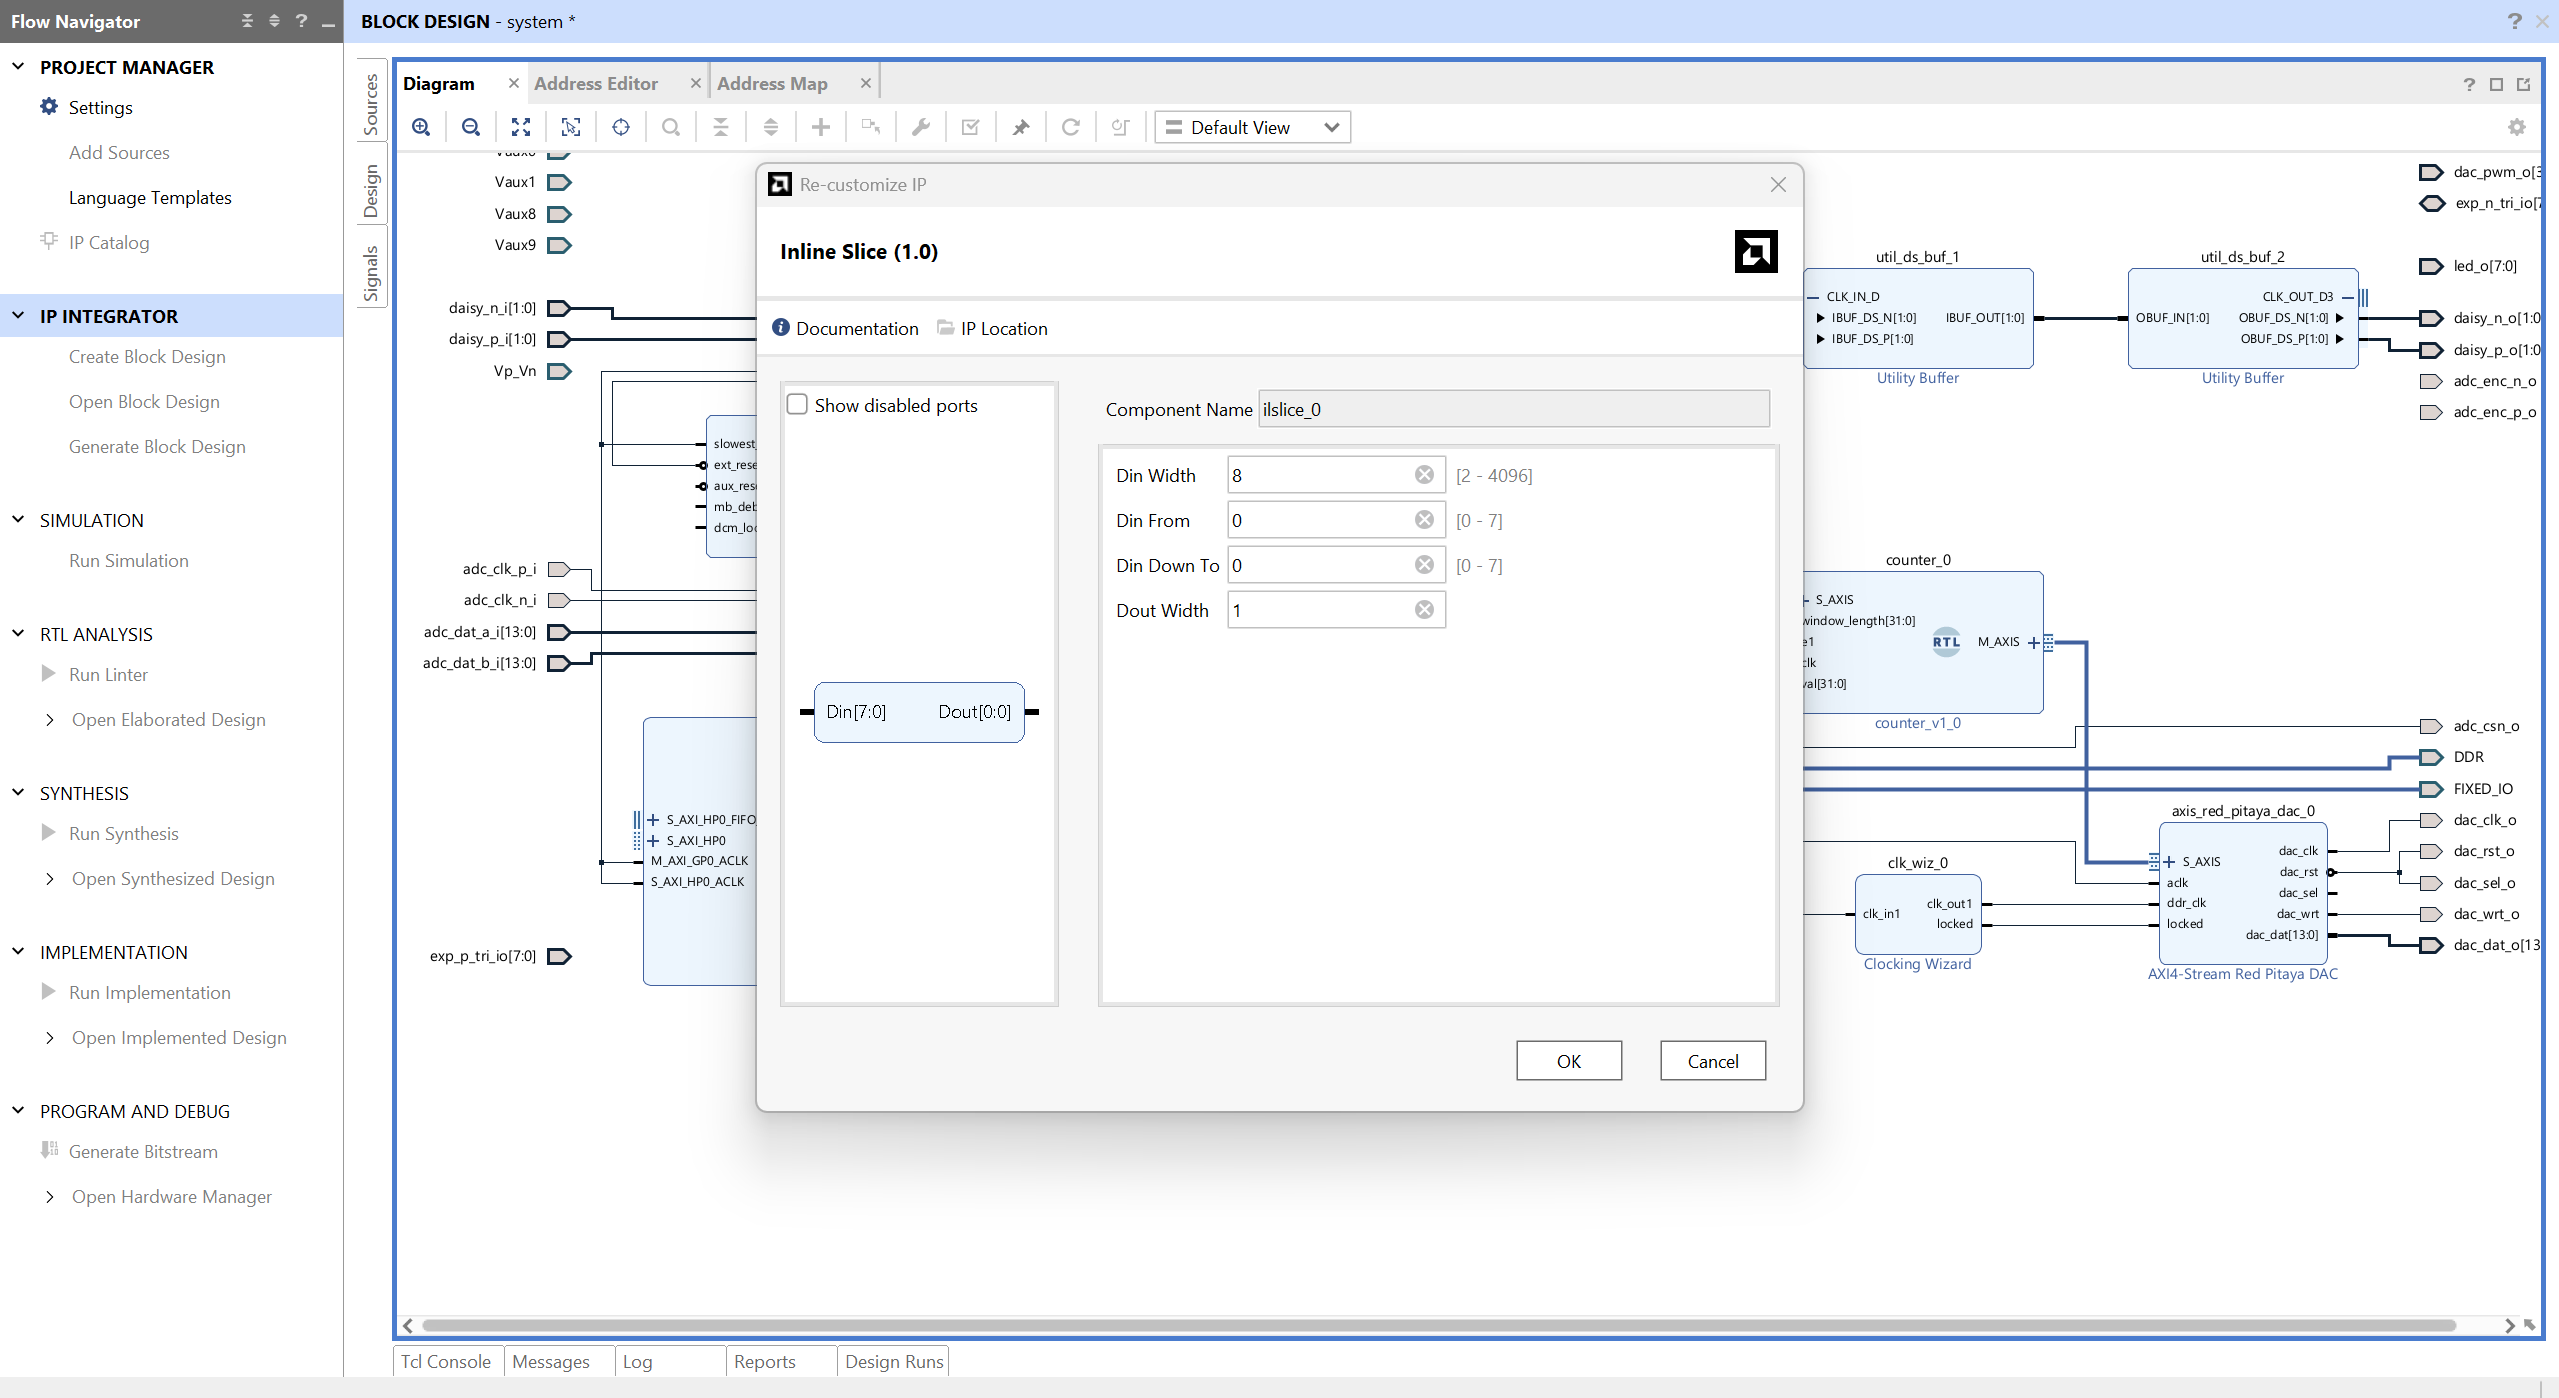 Flow Navigator
PROJECT MANAGER
Settings
Add Sources
Language Templates
IP Catalog
IP INTEGRATOR
Create Block Design
Open Block Design
Generate Block Design
SIMULATION
Run Simulation
RTL ANALYSIS
Run Linter
Open Elaborated Design
SYNTHESIS
Run Synthesis
Open Synthesized Design
IMPLEMENTATION
Run Implementation
Open Implemented Design
PROGRAM AND DEBUG
Generate Bitstream
Open Hardware Manager
BLOCK DESIGN - system *
Sources
Design
Signals
Diagram
Address Editor
Address Map
Default View
Vaux1
Vaux8
Vaux9
daisy_n_i[1:0]
daisy_p_i[1:0]
Vp_Vn
slowest_
ext_rese
aux_res
mb_deb
dcm_loc
adc_clk_p_i
adc_clk_n_i
adc_dat_a_i[13:0]
adc_dat_b_i[13:0]
S_AXI_HP0_FIFO
S_AXI_HP0
M_AXI_GP0_ACLK
S_AXI_HP0_ACLK
exp_p_tri_io[7:0]
Re-customize IP
Inline Slice (1.0)
Documentation
IP Location
Show disabled ports
Din[7:0]
Dout[0:0]
Component Name ilslice_0
Din Width 8 [2 - 4096]
Din From 0 [0 - 7]
Din Down To 0 [0 - 7]
Dout Width 1
OK
Cancel
util_ds_buf_1
CLK_IN_D
IBUF_DS_N[1:0]
IBUF_OUT[1:0]
IBUF_DS_P[1:0]
Utility Buffer
util_ds_buf_2
CLK_OUT_D3
OBUF_IN[1:0]
OBUF_DS_N[1:0]
OBUF_DS_P[1:0]
Utility Buffer
counter_0
S_AXIS
window_length[31:0]
e1
RTL
M_AXIS
clk
val[31:0]
counter_v1_0
clk_wiz_0
clk_in1
clk_out1
locked
Clocking Wizard
axis_red_pitaya_dac_0
S_AXIS
aclk
ddr_clk
locked
dac_clk
dac_rst
dac_sel
dac_wrt
dac_dat[13:0]
AXI4-Stream Red Pitaya DAC
dac_pwm_o[3
exp_n_tri_io[7
led_o[7:0]
daisy_n_o[1:0
daisy_p_o[1:0
adc_enc_n_o
adc_enc_p_o
adc_csn_o
DDR
FIXED_IO
dac_clk_o
dac_rst_o
dac_sel_o
dac_wrt_o
dac_dat_o[13
Tcl Console
Messages
Log
Reports
Design Runs